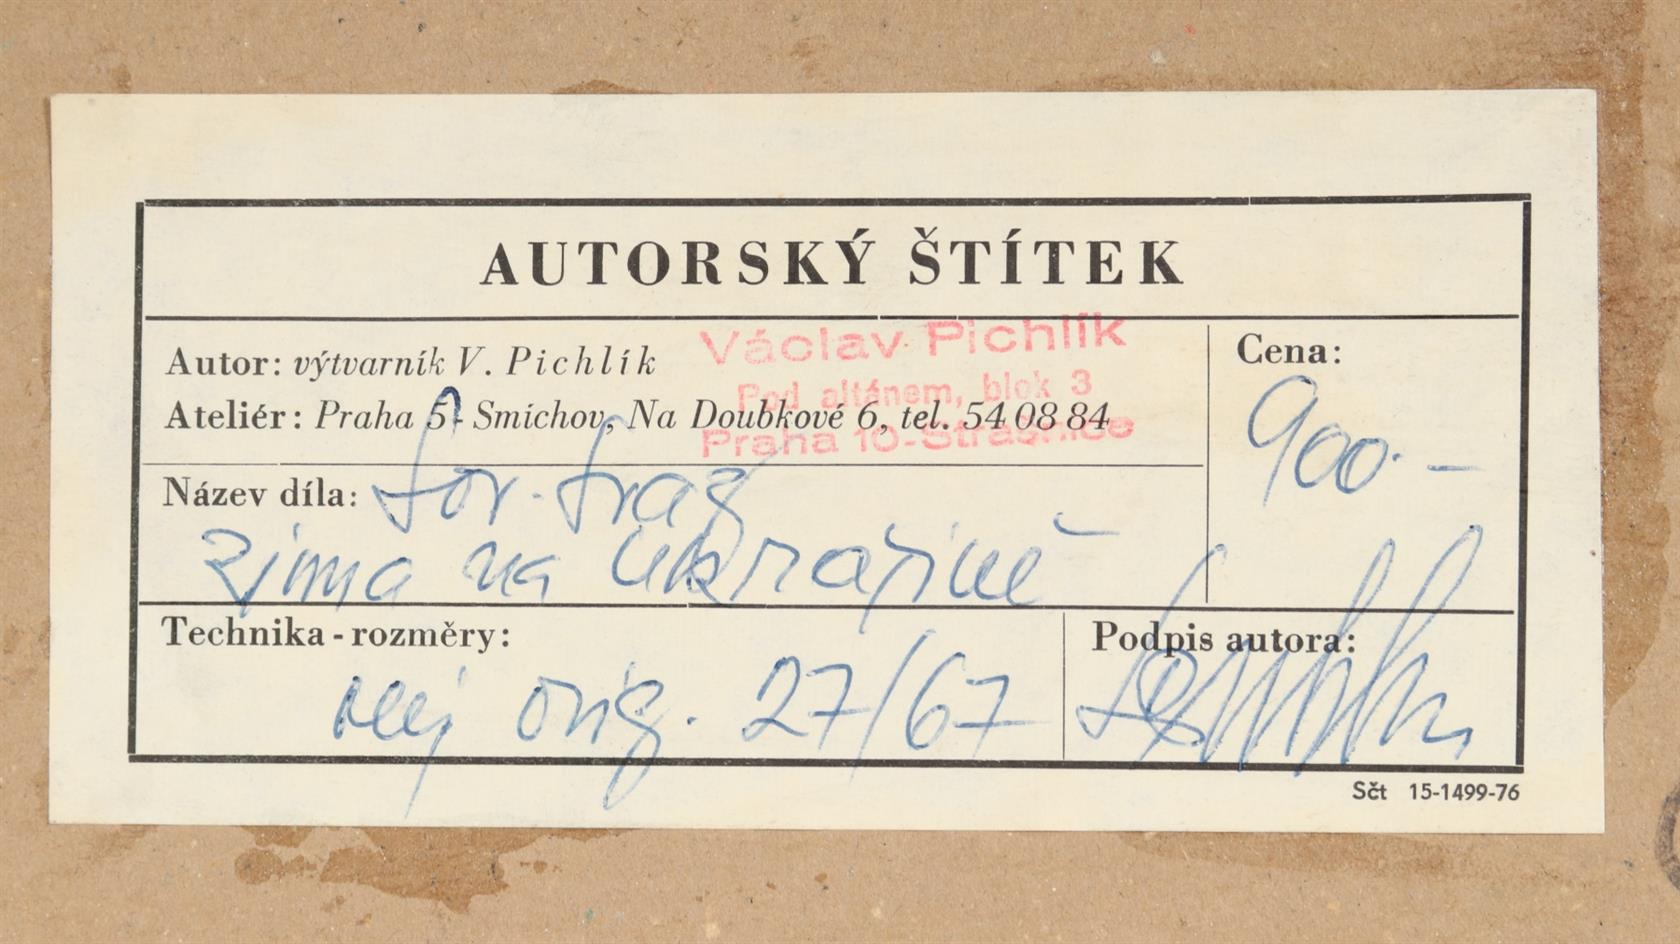 AUTORSKÝ ŠTÍTEK
Autor: výtvarník V. Pichlík
Ateliér: Praha 5 - Smíchov, Na Doubkové 6, tel. 54 08 84
Václav Pichlík
Pod altánem, blok 3
Praha 10-Strašnice
Cena:
900.-
Název díla:
zima na Ukrajině
Technika - rozměry:
olej orig. 27/67
Podpis autora:
Sčt 15-1499-76